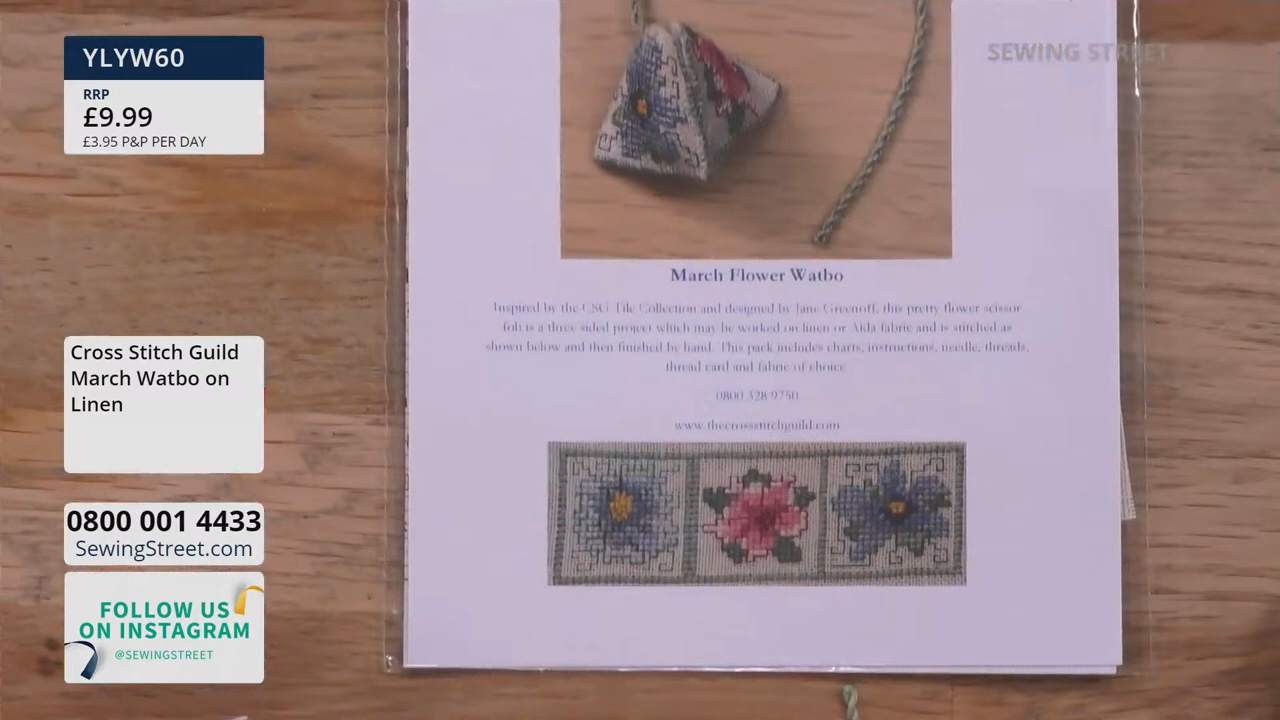 YLYW60
RRP
£9.99
£3.95 P&P PER DAY
SEWING STREET
March Flower Watbo
Inspired by the CSG Tile Collection and designed by Jane Greenoff, this pretty flower scissor
fob is a three sided project which may be worked on linen or Aida fabric and is stitched as
shown below and then finished by hand. This pack includes charts, instructions, needle, threads,
thread card and fabric of choice
0800 328 9750
www.thecrossstitchguild.com
Cross Stitch Guild
March Watbo on
Linen
0800 001 4433
SewingStreet.com
FOLLOW US
ON INSTAGRAM
@SEWINGSTREET